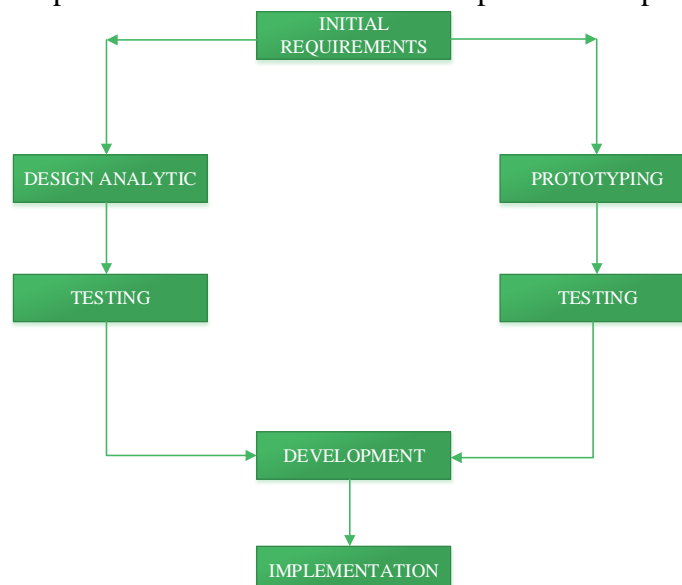 INITIAL
REQUIREMENTS
DESIGN ANALYTIC
PROTOTYPING
TESTING
TESTING
DEVELOPMENT
IMPLEMENTATION